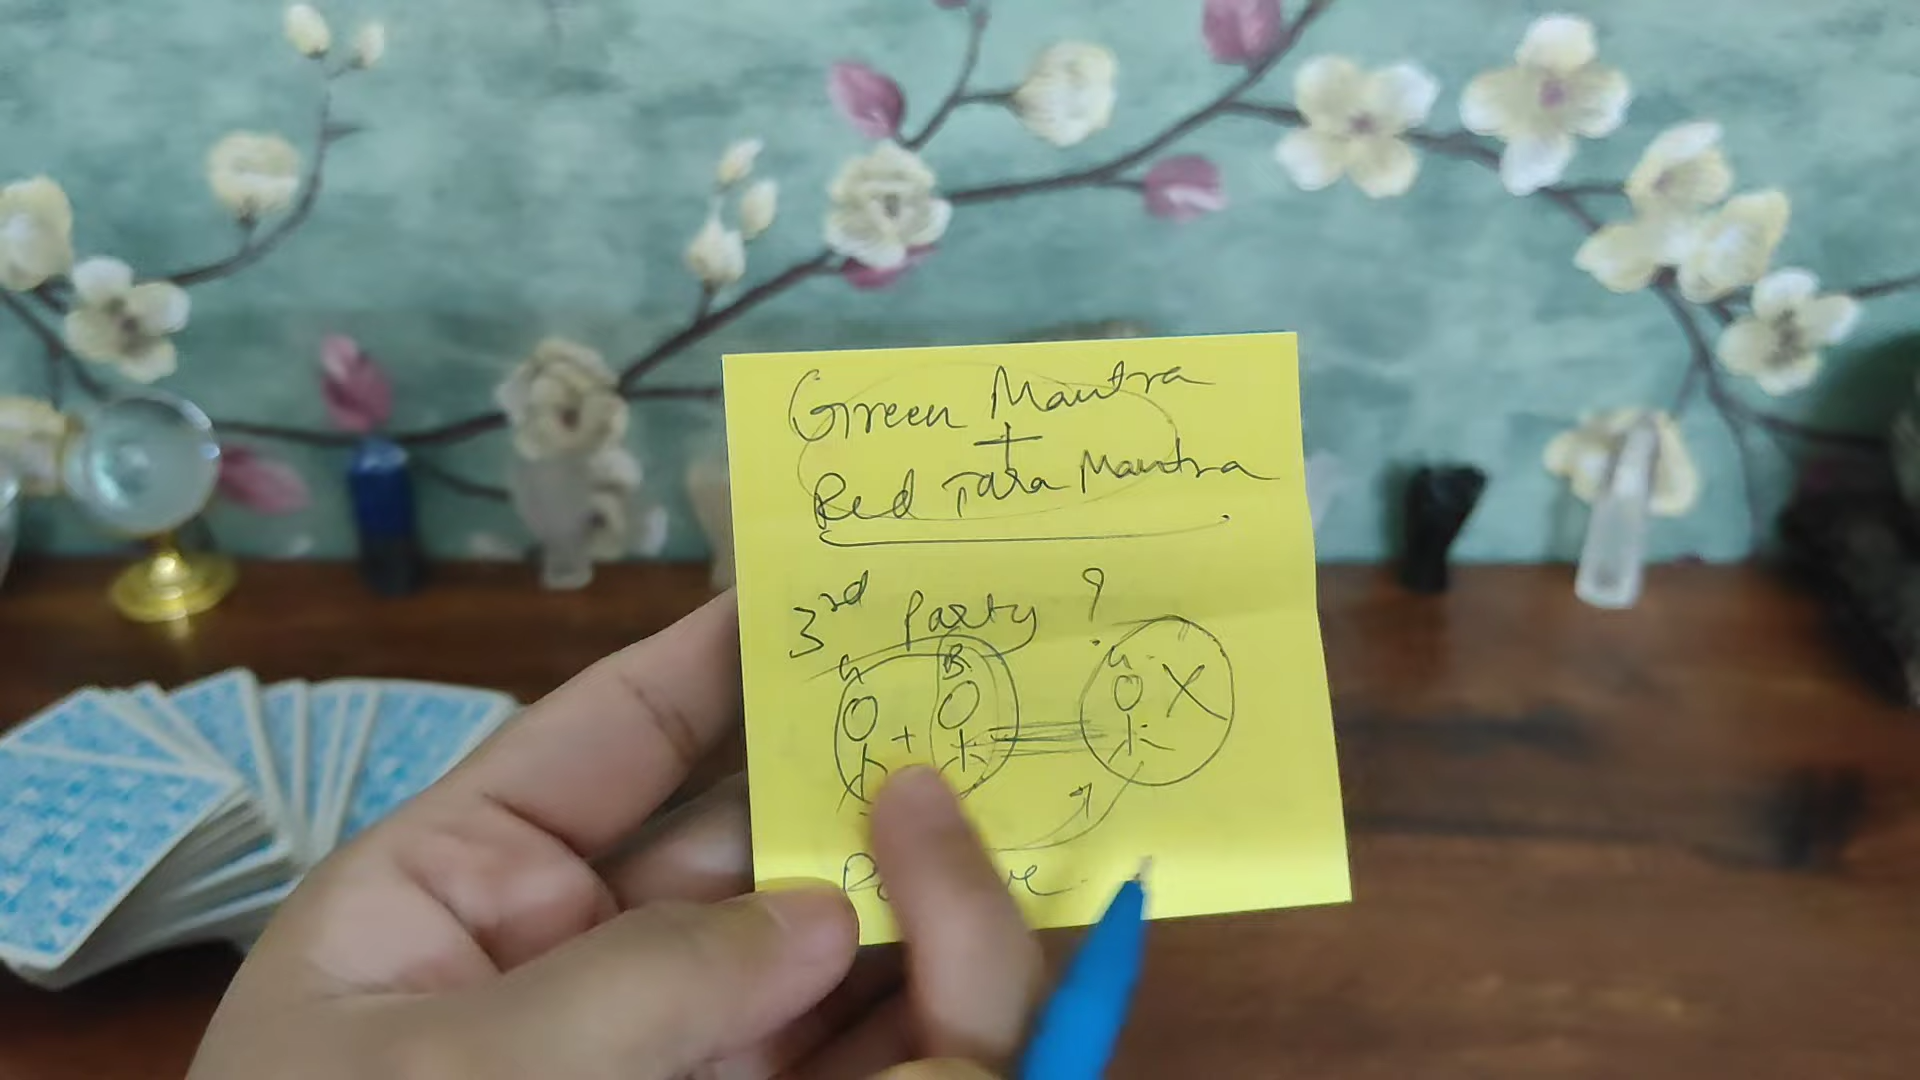 Green Mantra
+
Red Tara Mantra
3rd Party ?
G B G
+ X